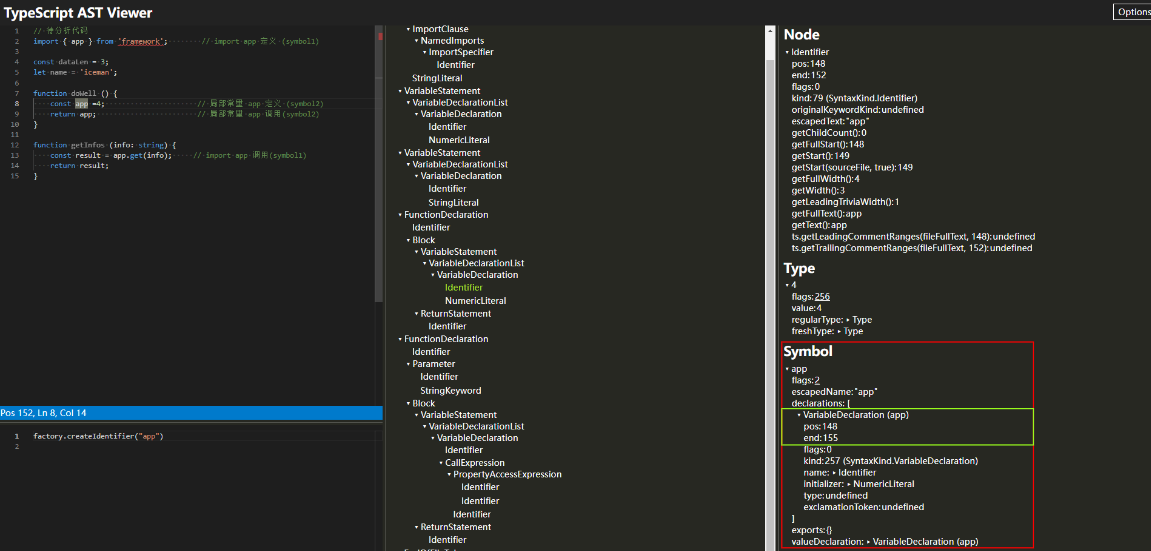 TypeScript AST Viewer
Options
1 // 待分析代码
2 import { app } from 'framework'; // import app 定义 (symbol1)
3
4 const dataLen = 3;
5 let name = 'iceman';
6
7 function doWell () {
8 const app =4; // 局部常量 app 定义 (symbol2)
9 return app; // 局部常量 app 调用(symbol2)
10 }
11
12 function getInfos (info: string) {
13 const result = app.get(info); // import app 调用(symbol1)
14 return result;
15 }
Pos 152, Ln 8, Col 14
1 factory.createIdentifier("app")
2
ImportClause
NamedImports
ImportSpecifier
Identifier
StringLiteral
VariableStatement
VariableDeclarationList
VariableDeclaration
Identifier
NumericLiteral
VariableStatement
VariableDeclarationList
VariableDeclaration
Identifier
StringLiteral
FunctionDeclaration
Identifier
Block
VariableStatement
VariableDeclarationList
VariableDeclaration
Identifier
NumericLiteral
ReturnStatement
Identifier
FunctionDeclaration
Identifier
Parameter
Identifier
StringKeyword
Block
VariableStatement
VariableDeclarationList
VariableDeclaration
Identifier
CallExpression
PropertyAccessExpression
Identifier
Identifier
Identifier
ReturnStatement
Identifier
Node
Identifier
pos:148
end:152
flags:0
kind:79 (SyntaxKind.Identifier)
originalKeywordKind:undefined
escapedText:"app"
getChildCount():0
getFullStart():148
getStart():149
getStart(sourceFile, true):149
getFullWidth():4
getWidth():3
getLeadingTriviaWidth():1
getFullText():app
getText():app
ts.getLeadingCommentRanges(fileFullText, 148):undefined
ts.getTrailingCommentRanges(fileFullText, 152):undefined
Type
4
flags:256
value:4
regularType: Type
freshType: Type
Symbol
app
flags:2
escapedName:"app"
declarations: [
VariableDeclaration (app)
pos:148
end:155
flags:0
kind:257 (SyntaxKind.VariableDeclaration)
name: Identifier
initializer: NumericLiteral
type:undefined
exclamationToken:undefined
]
exports:{}
valueDeclaration: VariableDeclaration (app)